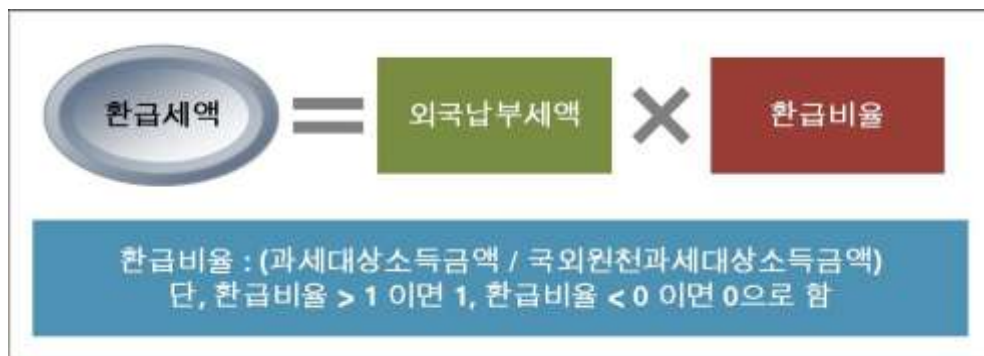 환급세액 = 외국납부세액 × 환급비율
환급비율 : (과세대상소득금액 / 국외원천과세대상소득금액)
단, 환급비율 > 1 이면 1, 환급비율 < 0 이면 0으로 함